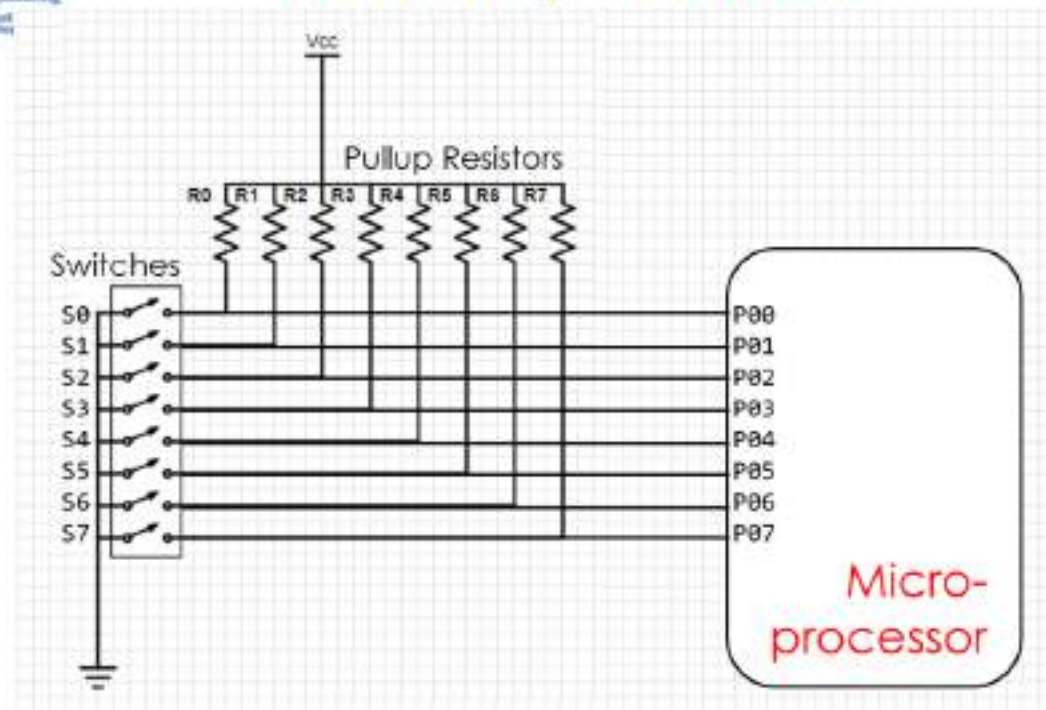 Vcc
Pullup Resistors
R0 R1 R2 R3 R4 R5 R6 R7
Switches
S0 P00
S1 P01
S2 P02
S3 P03
S4 P04
S5 P05
S6 P06
S7 P07
Micro-
processor